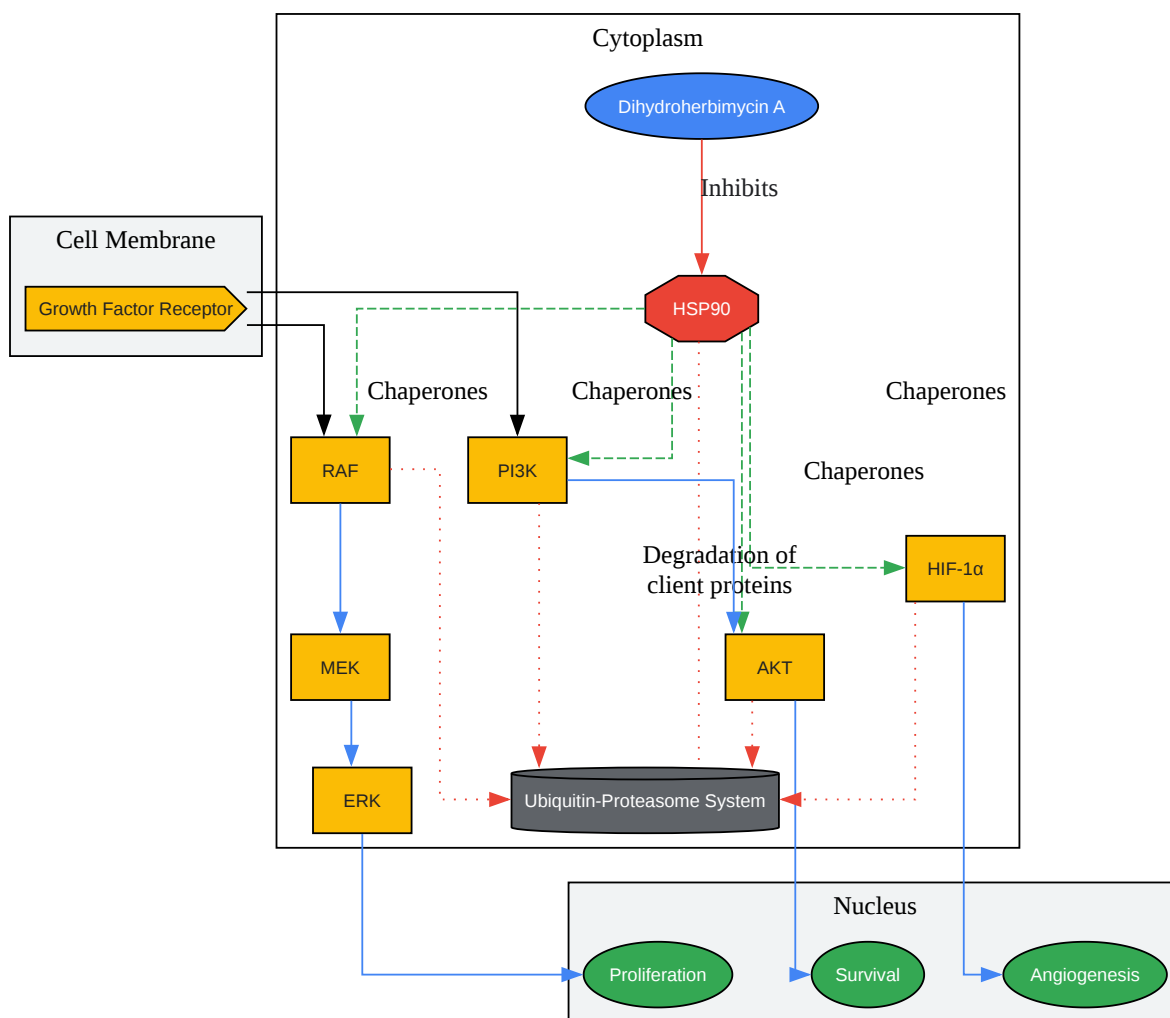 Cytoplasm
Dihydroherbimycin A
Inhibits
Cell Membrane
Growth Factor Receptor
HSP90
Chaperones
Chaperones
Chaperones
RAF
PI3K
Chaperones
Degradation of
client proteins
HIF-1α
MEK
AKT
ERK
Ubiquitin-Proteasome System
Nucleus
Proliferation
Survival
Angiogenesis